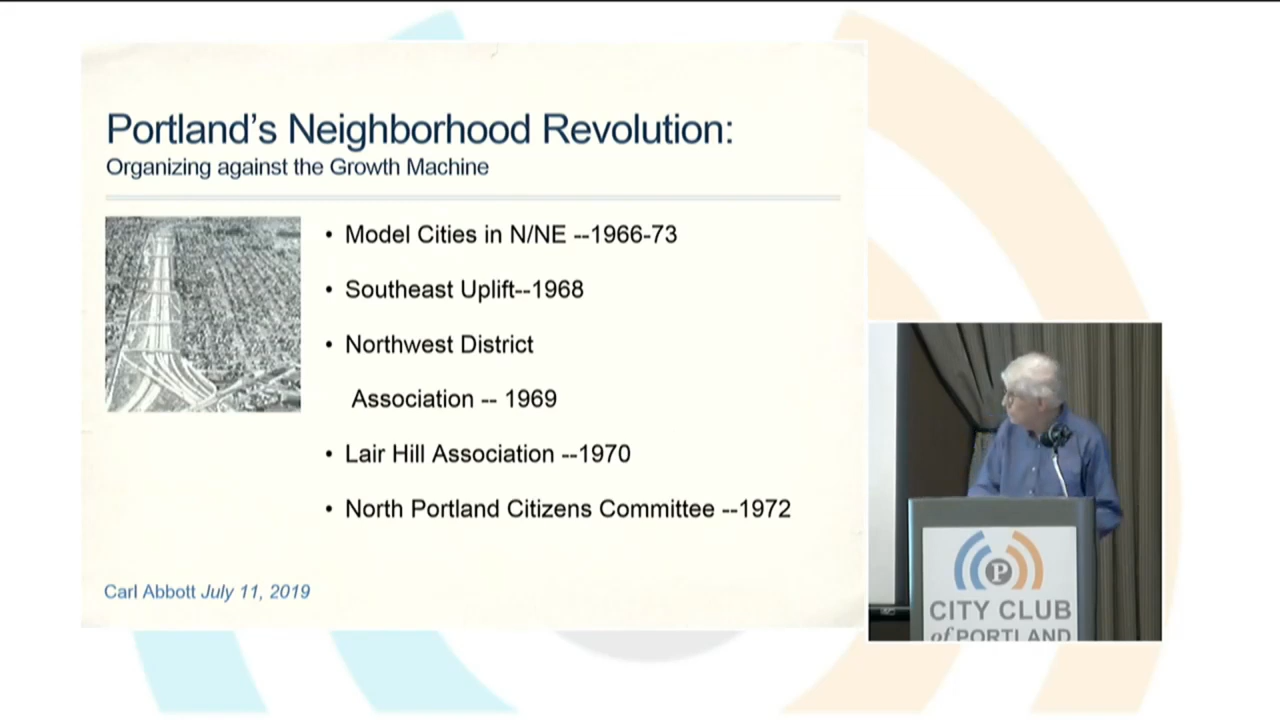 Portland's Neighborhood Revolution:
Organizing against the Growth Machine
• Model Cities in N/NE --1966-73
• Southeast Uplift--1968
• Northwest District
Association -- 1969
• Lair Hill Association --1970
• North Portland Citizens Committee --1972
Carl Abbott July 11, 2019
P
CITY CLUB
of PORTLAND